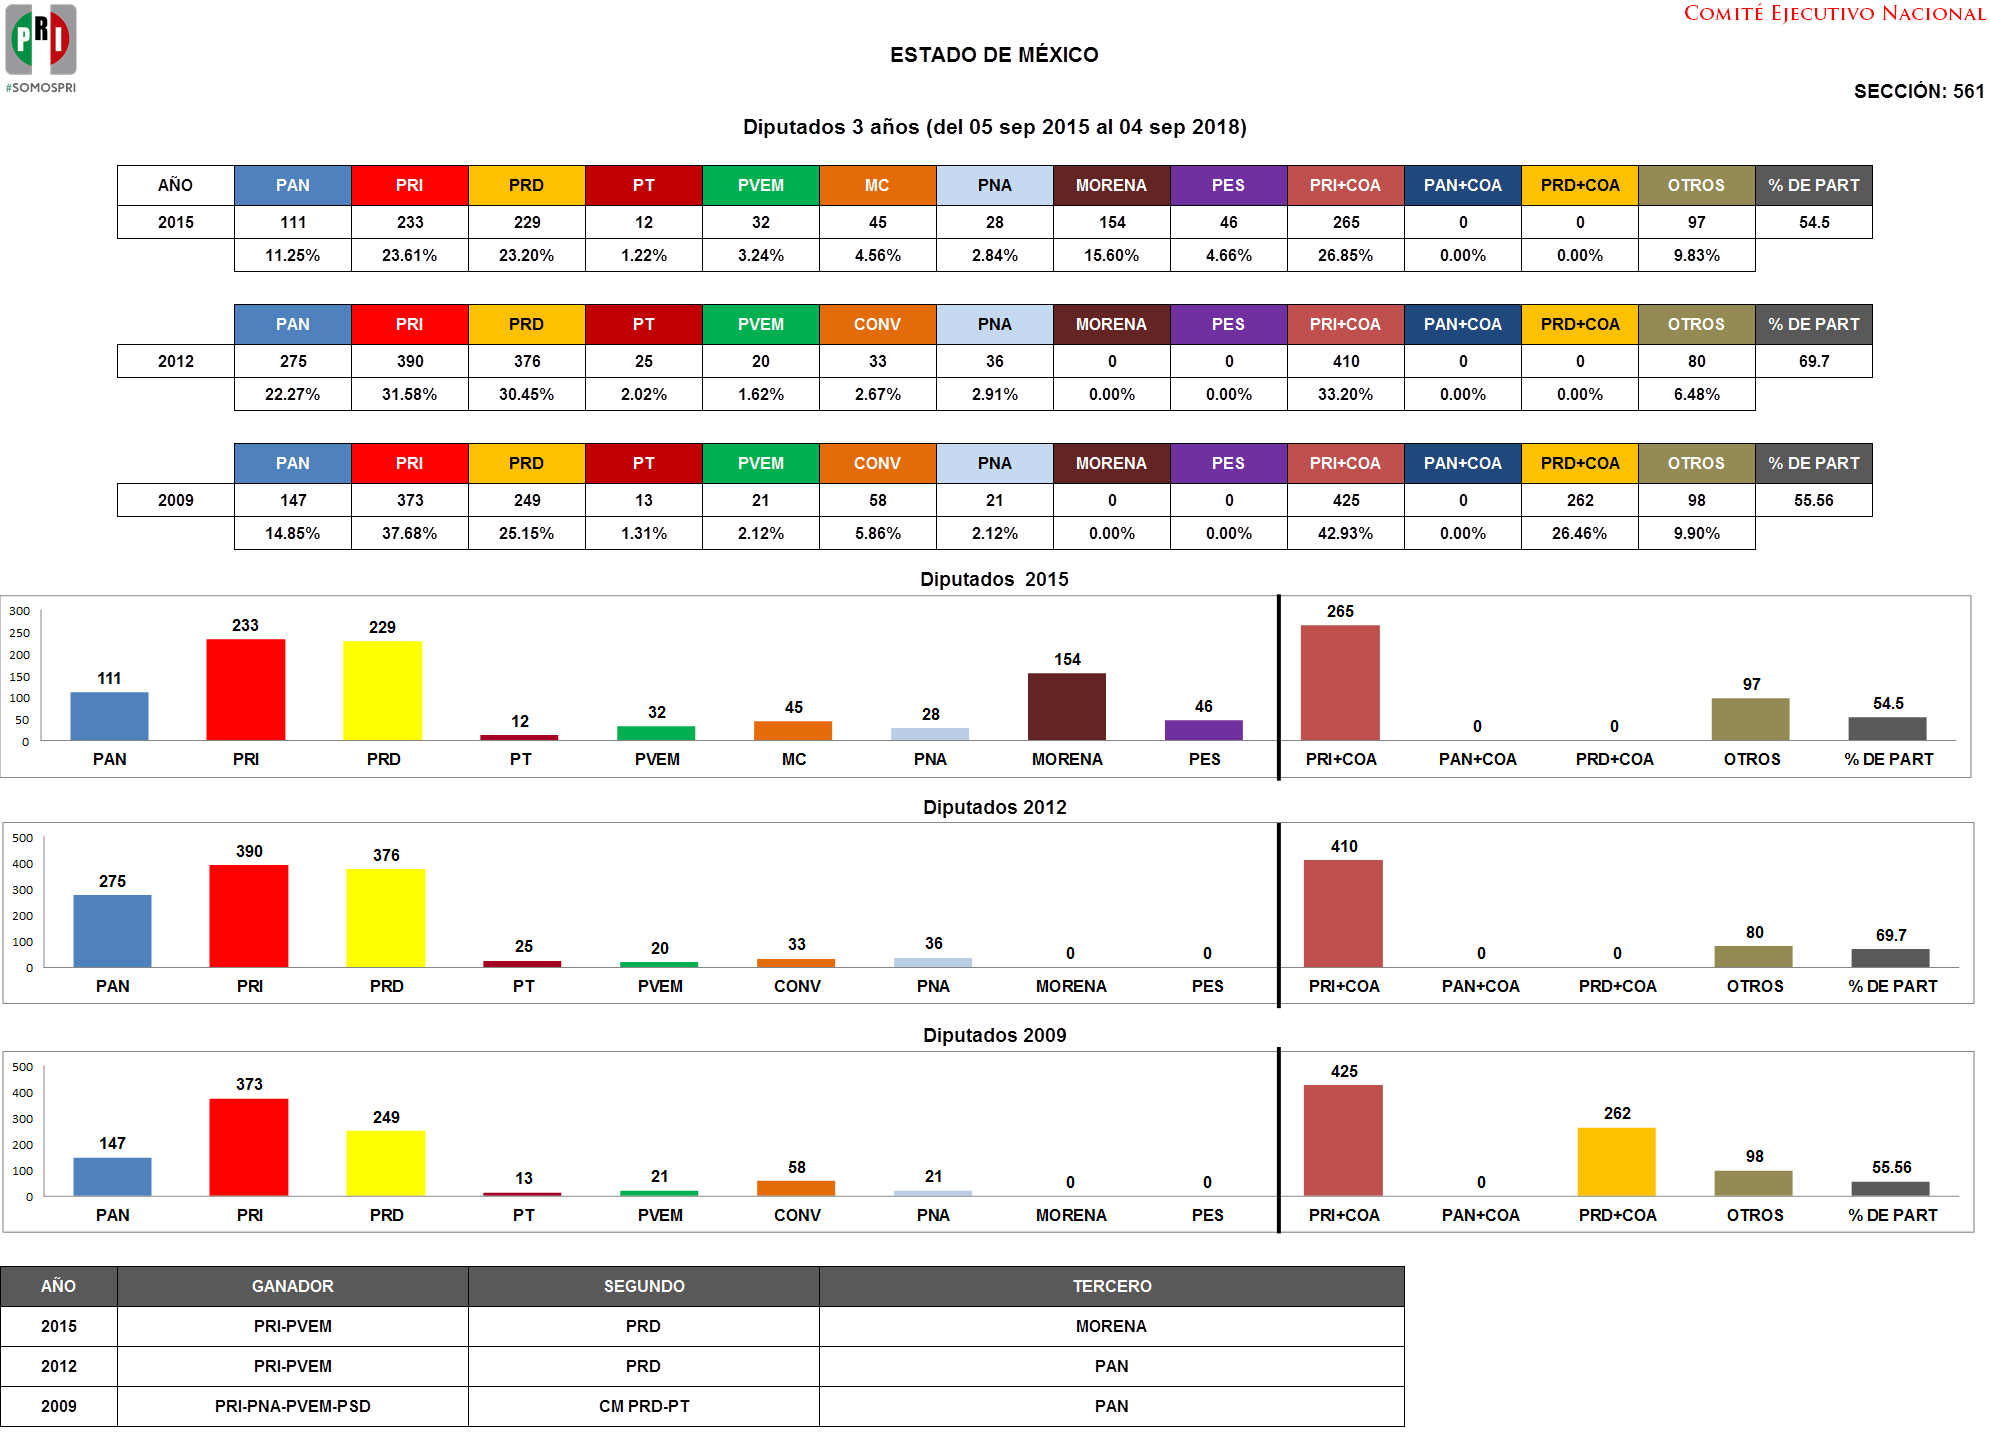 PRI
#SOMOSPRI
COMITÉ EJECUTIVO NACIONAL
ESTADO DE MÉXICO
SECCIÓN: 561
Diputados 3 años (del 05 sep 2015 al 04 sep 2018)
AÑO PAN PRI PRD PT PVEM MC PNA MORENA PES PRI+COA PAN+COA PRD+COA OTROS % DE PART
2015 111 233 229 12 32 45 28 154 46 265 0 0 97 54.5
11.25% 23.61% 23.20% 1.22% 3.24% 4.56% 2.84% 15.60% 4.66% 26.85% 0.00% 0.00% 9.83%
PAN PRI PRD PT PVEM CONV PNA MORENA PES PRI+COA PAN+COA PRD+COA OTROS % DE PART
2012 275 390 376 25 20 33 36 0 0 410 0 0 80 69.7
22.27% 31.58% 30.45% 2.02% 1.62% 2.67% 2.91% 0.00% 0.00% 33.20% 0.00% 0.00% 6.48%
PAN PRI PRD PT PVEM CONV PNA MORENA PES PRI+COA PAN+COA PRD+COA OTROS % DE PART
2009 147 373 249 13 21 58 21 0 0 425 0 262 98 55.56
14.85% 37.68% 25.15% 1.31% 2.12% 5.86% 2.12% 0.00% 0.00% 42.93% 0.00% 26.46% 9.90%
Diputados 2015
300
250
200
150
100
50
0
111 233 229 12 32 45 28 154 46 265 0 0 97 54.5
PAN PRI PRD PT PVEM MC PNA MORENA PES PRI+COA PAN+COA PRD+COA OTROS % DE PART
Diputados 2012
500
400
300
200
100
0
275 390 376 25 20 33 36 0 0 410 0 0 80 69.7
PAN PRI PRD PT PVEM CONV PNA MORENA PES PRI+COA PAN+COA PRD+COA OTROS % DE PART
Diputados 2009
500
400
300
200
100
0
147 373 249 13 21 58 21 0 0 425 0 262 98 55.56
PAN PRI PRD PT PVEM CONV PNA MORENA PES PRI+COA PAN+COA PRD+COA OTROS % DE PART
AÑO GANADOR SEGUNDO TERCERO
2015 PRI-PVEM PRD MORENA
2012 PRI-PVEM PRD PAN
2009 PRI-PNA-PVEM-PSD CM PRD-PT PAN